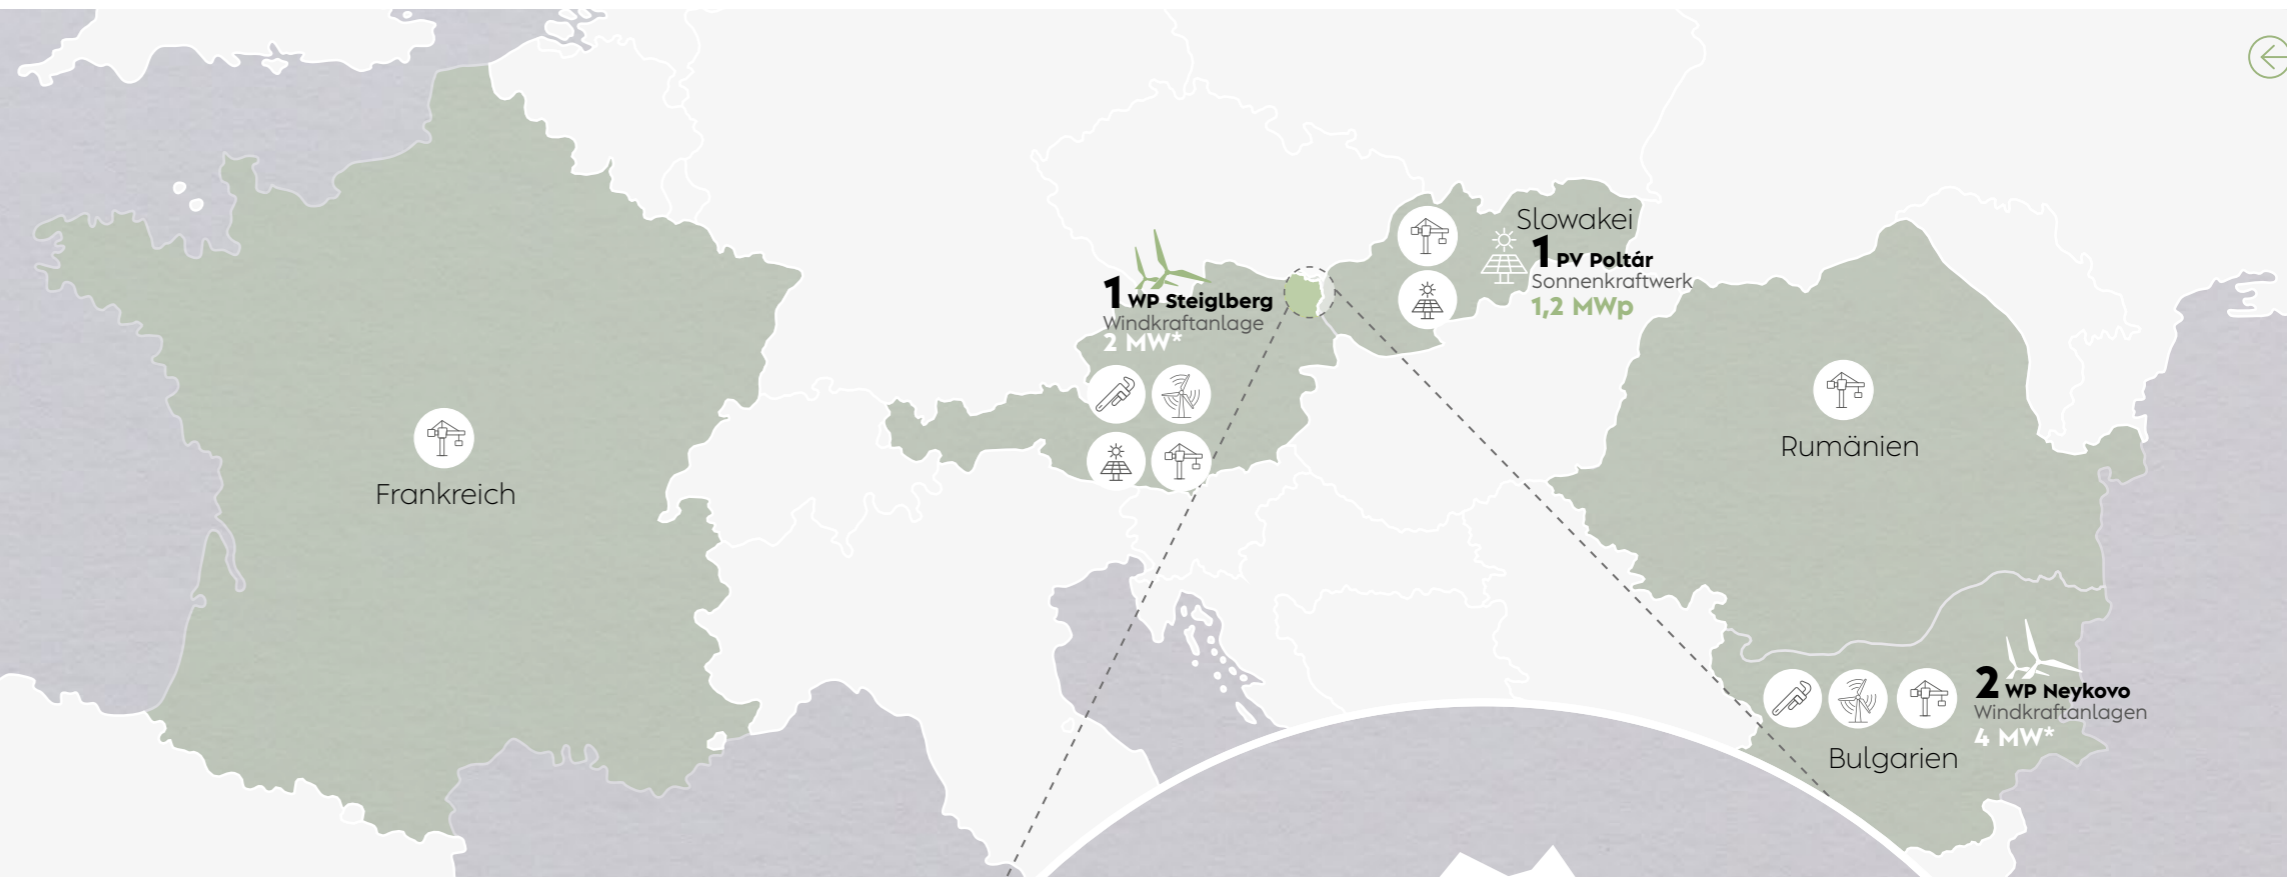 Slowakei
1 PV Poltár
Sonnenkraftwerk
1,2 MWp
1 WP Steiglberg
Windkraftanlage
2 MW*
Frankreich
Rumänien
2 WP Neykovo
Windkraftanlagen
4 MW*
Bulgarien